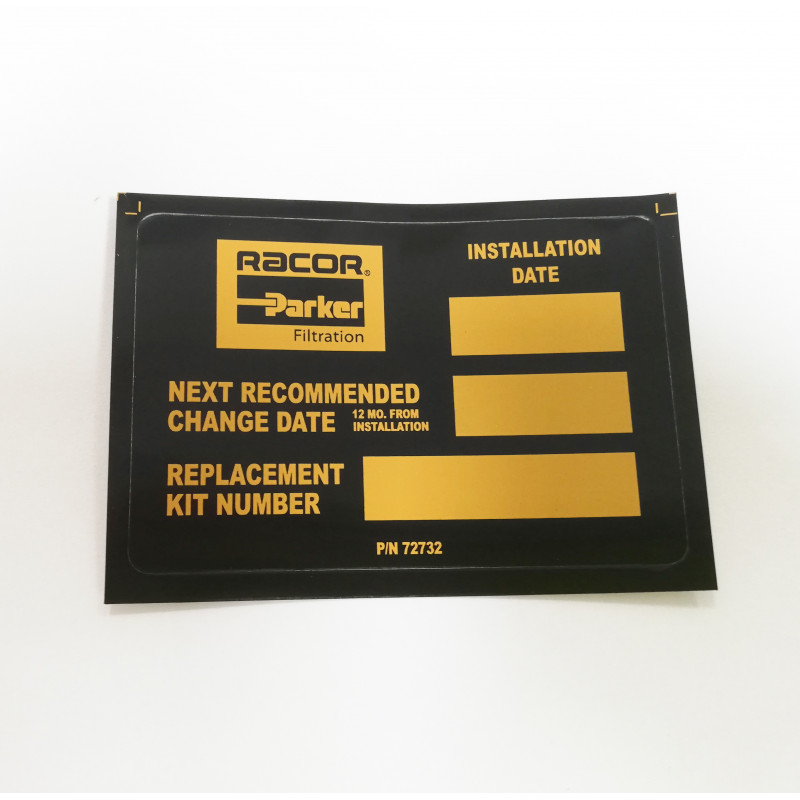 RACOR®
Parker
Filtration
INSTALLATION
DATE
NEXT RECOMMENDED
CHANGE DATE 12 MO. FROM
INSTALLATION
REPLACEMENT
KIT NUMBER
P/N 72732